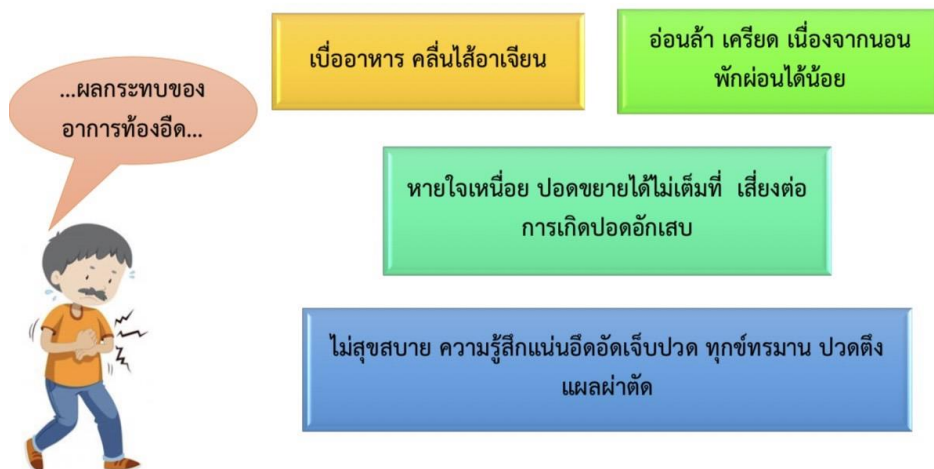 ...ผลกระทบของ
อาการท้องอืด...
เบื่ออาหาร คลื่นไส้อาเจียน
อ่อนล้า เครียด เนื่องจากนอน
พักผ่อนได้น้อย
หายใจเหนื่อย ปอดขยายได้ไม่เต็มที่ เสี่ยงต่อ
การเกิดปอดอักเสบ
ไม่สุขสบาย ความรู้สึกแน่นอึดอัดเจ็บปวด ทุกข์ทรมาน ปวดตึง
แผลผ่าตัด